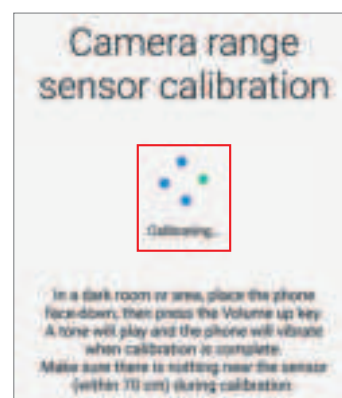 Camera range
sensor calibration
Calibrating...
In a dark room or area, place the phone
face-down, then press the Volume up key.
A tone will play and the phone will vibrate
when calibration is complete.
Make sure there is nothing near the sensor
(within 70 cm) during calibration